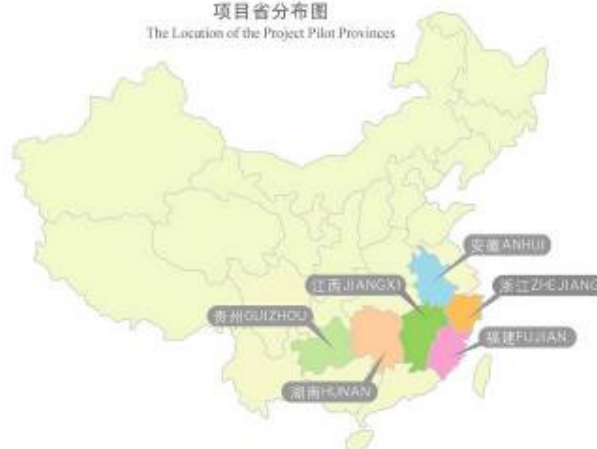 项目省分布图
The Location of the Project Pilot Provinces
安徽ANHUI
江西JIANGXI
浙江ZHEJIANG
贵州GUIZHOU
福建FUJIAN
湖南HUNAN